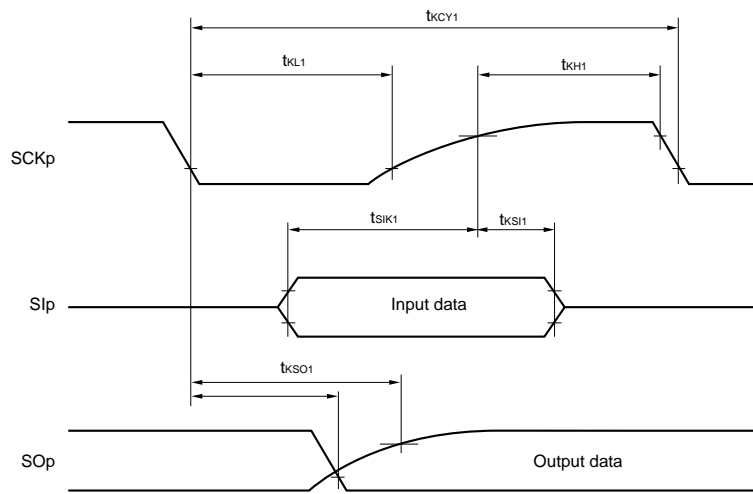 tKCY1
tKL1
tKH1
SCKp
tSIK1
tKSI1
SIp
Input data
tKSO1
SOp
Output data